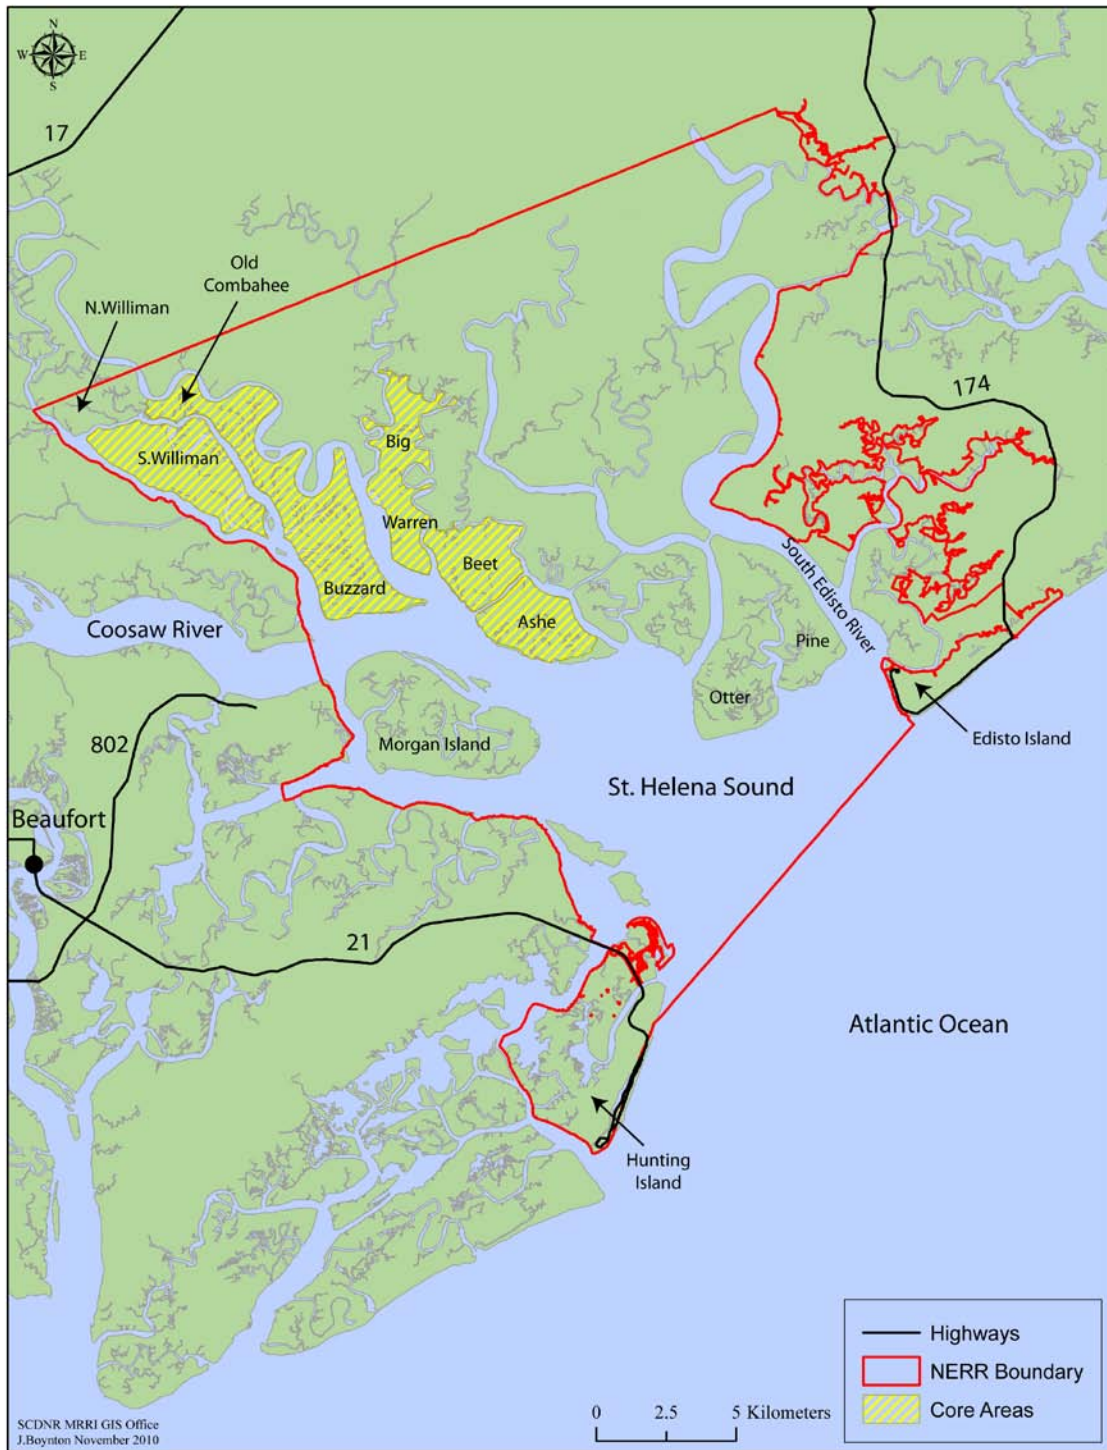 N
W E
S
17
Old
Combahee
N.Williman
174
Big
S.Williman
Warren
Beet
Buzzard
Ashe
South Edisto River
Coosaw River
Pine
Otter
Edisto Island
Morgan Island
802
St. Helena Sound
Beaufort
21
Atlantic Ocean
Hunting
Island
Highways
NERR Boundary
Core Areas
0 2.5 5 Kilometers
SCDNR MRRI GIS Office
J.Boynton November 2010